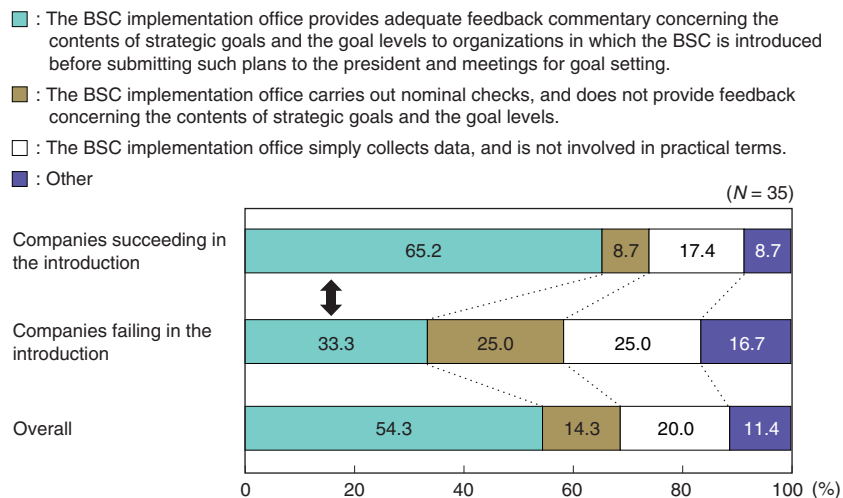 : The BSC implementation office provides adequate feedback commentary concerning the
contents of strategic goals and the goal levels to organizations in which the BSC is introduced
before submitting such plans to the president and meetings for goal setting.
: The BSC implementation office carries out nominal checks, and does not provide feedback
concerning the contents of strategic goals and the goal levels.
: The BSC implementation office simply collects data, and is not involved in practical terms.
: Other
(N = 35)
Companies succeeding in
the introduction
65.2 8.7 17.4 8.7
Companies failing in the
introduction
33.3 25.0 25.0 16.7
Overall
54.3 14.3 20.0 11.4
0 20 40 60 80 100 (%)